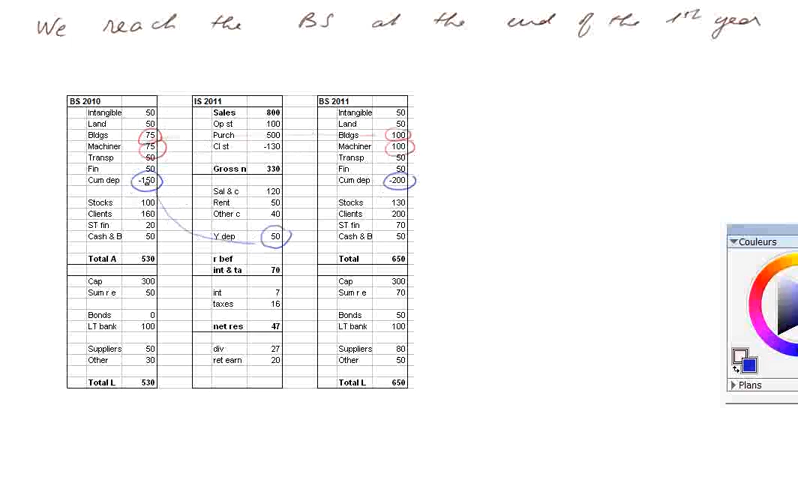 We reach the BS at the end of the 1st year
BS 2010 IS 2011 BS 2011
Intangible 50 Sales 800 Intangible 50
Land 50 Op st 100 Land 50
Bldgs 75 Purch 500 Bldgs 100
Machiner 75 Cl st -130 Machiner 100
Transp 50 Transp 50
Fin 50 Gross n 330 Fin 50
Cum dep -150 Cum dep -200
Sal & c 120
Stocks 100 Rent 50 Stocks 130
Clients 160 Other c 40 Clients 200
ST fin 20 ST fin 70
Cash & B 50 Y dep 50 Cash & B 50
Total A 530 r bef Total 650
int & ta 70
Cap 300 Cap 300
Sum r e 50 int 7 Sum r e 70
taxes 16
Bonds 0 Bonds 50
LT bank 100 net res 47 LT bank 100
Suppliers 50 div 27 Suppliers 80
Other 30 ret earn 20 Other 50
Total L 530 Total L 650
Couleurs
Plans